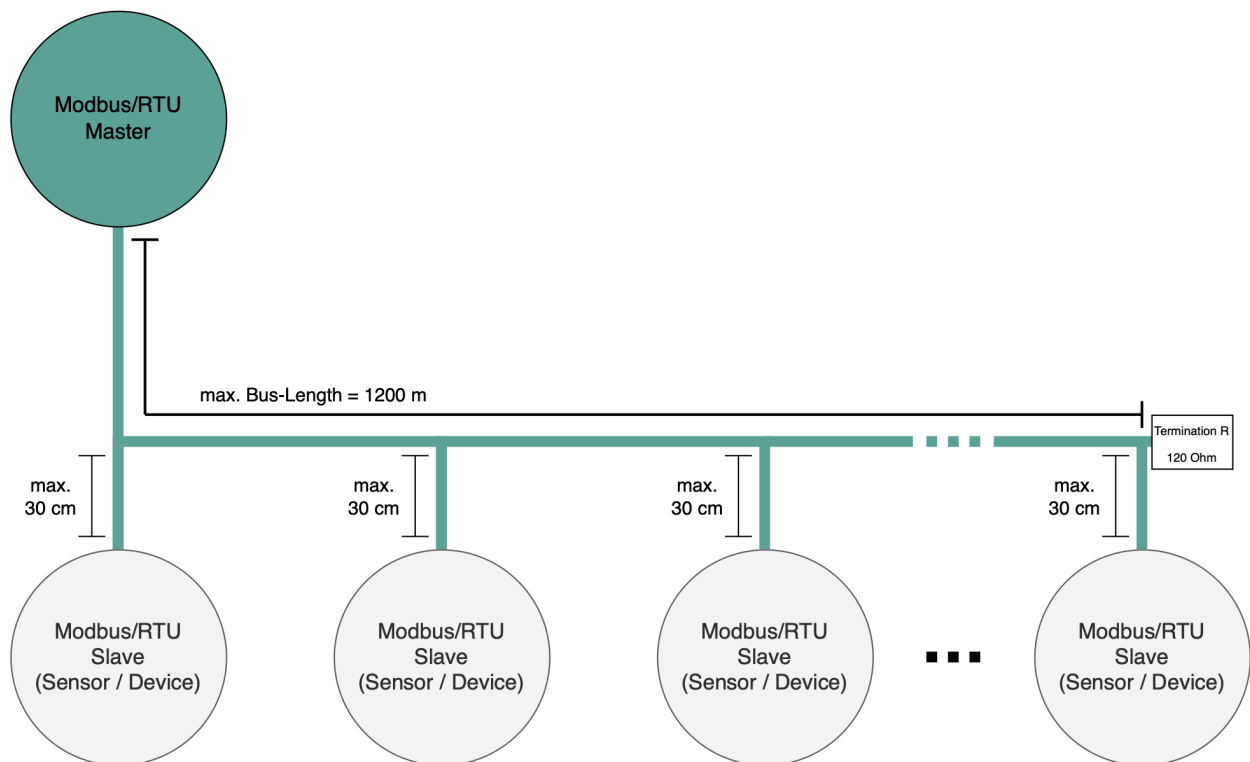 Modbus/RTU
Master
max. Bus-Length = 1200 m
Termination R
120 Ohm
max.
30 cm
max.
30 cm
max.
30 cm
max.
30 cm
Modbus/RTU
Slave
(Sensor / Device)
Modbus/RTU
Slave
(Sensor / Device)
Modbus/RTU
Slave
(Sensor / Device)
Modbus/RTU
Slave
(Sensor / Device)